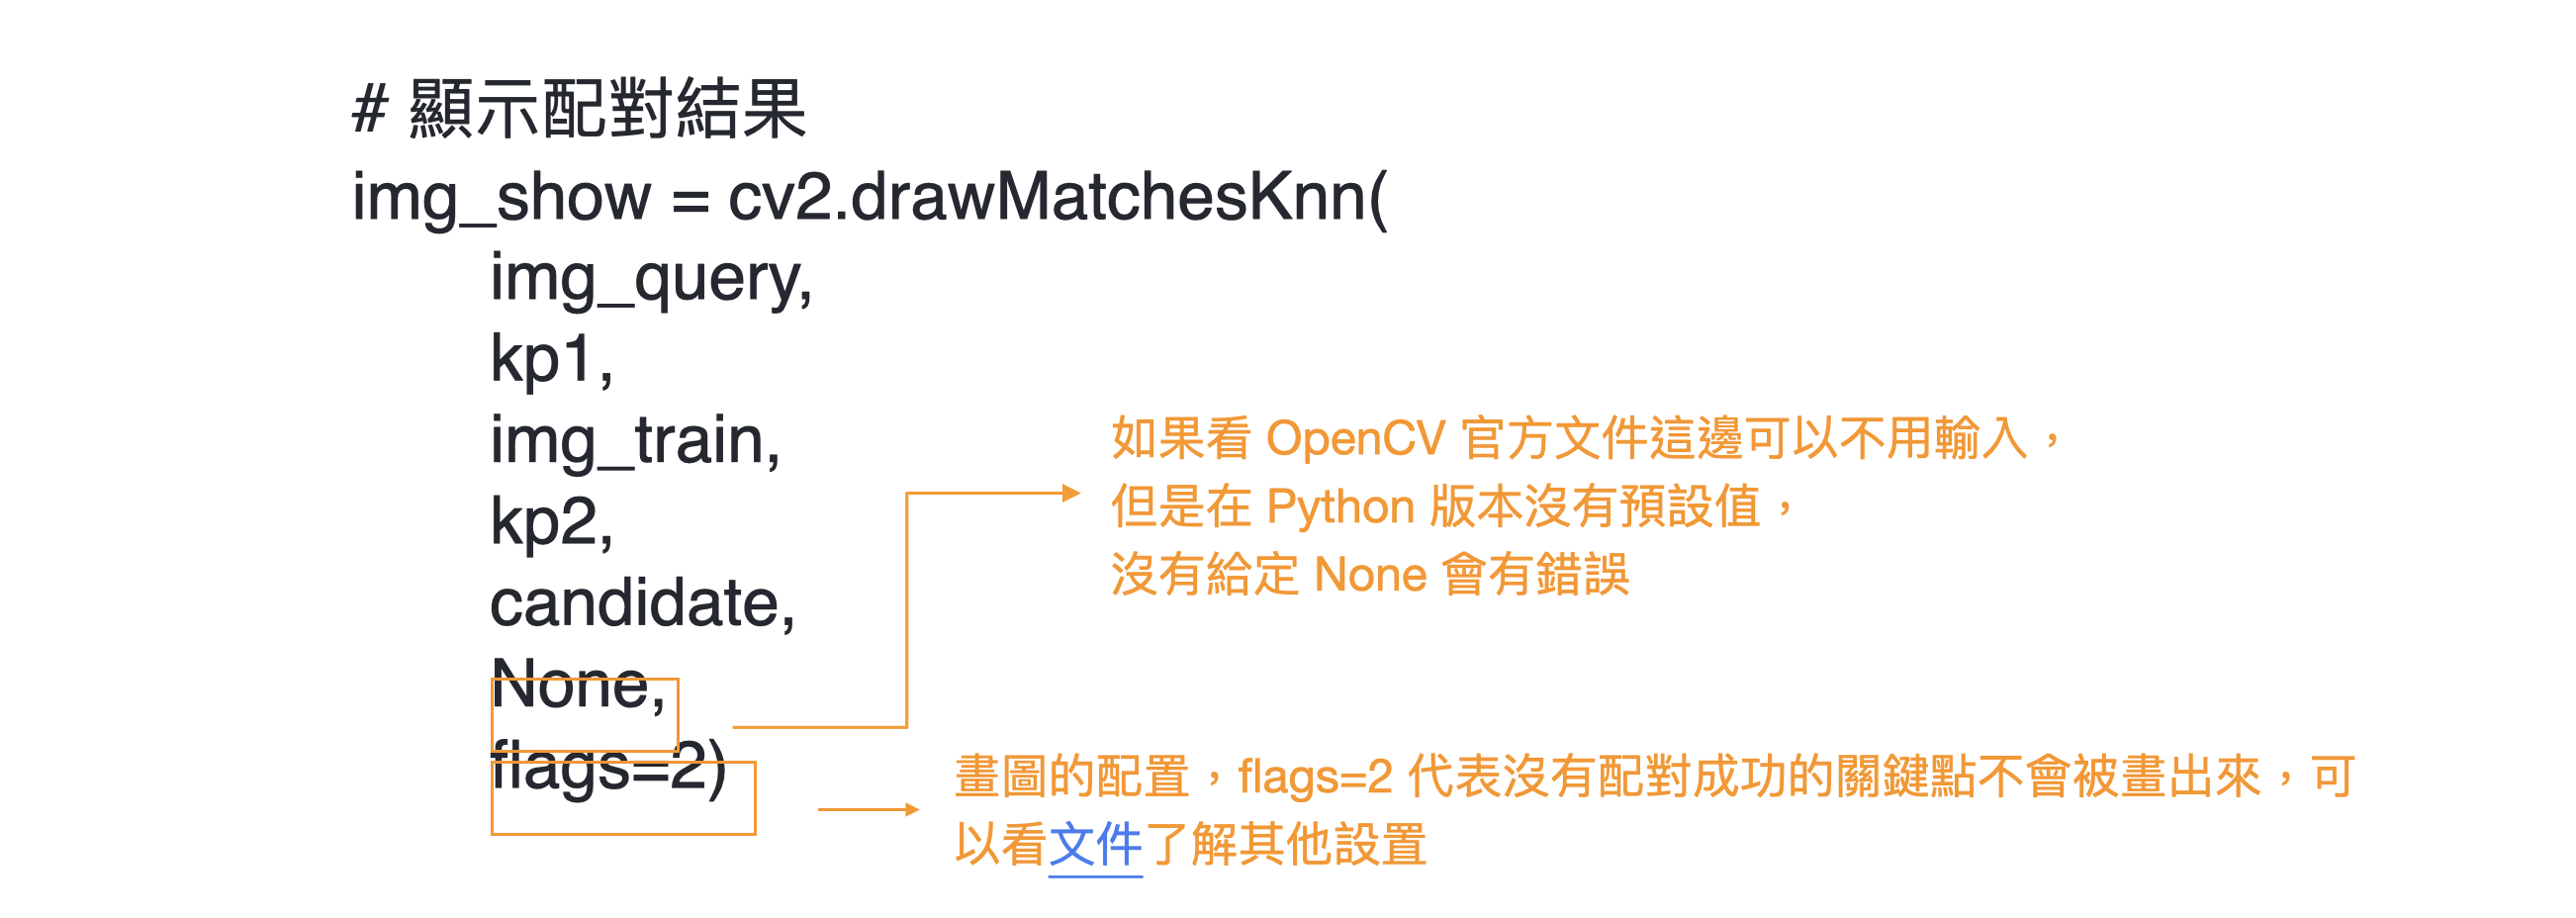 # 顯示配對結果
img_show = cv2.drawMatchesKnn(
img_query,
kp1,
img_train,
kp2,
candidate,
None,
flags=2)
如果看 OpenCV 官方文件這邊可以不用輸入，
但是在 Python 版本沒有預設值，
沒有給定 None 會有錯誤
畫圖的配置，flags=2 代表沒有配對成功的關鍵點不會被畫出來，可
以看文件了解其他設置